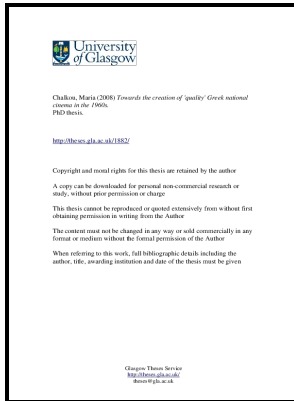 University
of Glasgow
Chalkou, Maria (2008) Towards the creation of 'quality' Greek national
cinema in the 1960s.
PhD thesis.
http://theses.gla.ac.uk/1882/
Copyright and moral rights for this thesis are retained by the author
A copy can be downloaded for personal non-commercial research or
study, without prior permission or charge
This thesis cannot be reproduced or quoted extensively from without first
obtaining permission in writing from the Author
The content must not be changed in any way or sold commercially in any
format or medium without the formal permission of the Author
When referring to this work, full bibliographic details including the
author, title, awarding institution and date of the thesis must be given
Glasgow Theses Service
http://theses.gla.ac.uk/
theses@gla.ac.uk